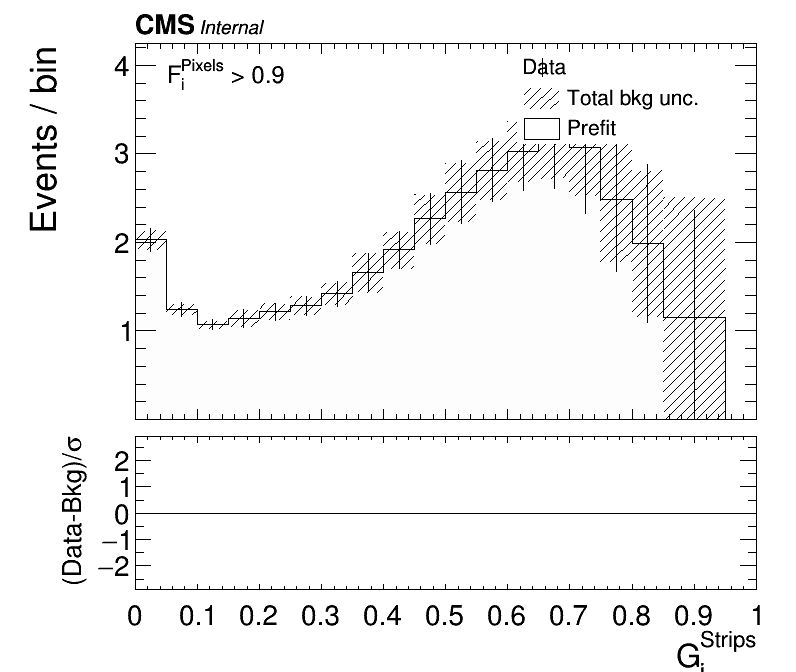 CMS Internal
Events / bin
4
3
2
1
F_i^Pixels > 0.9
Data
Total bkg unc.
Prefit
(Data-Bkg)/σ
2
1
0
−1
−2
0 0.1 0.2 0.3 0.4 0.5 0.6 0.7 0.8 0.9 1
G_i^Strips